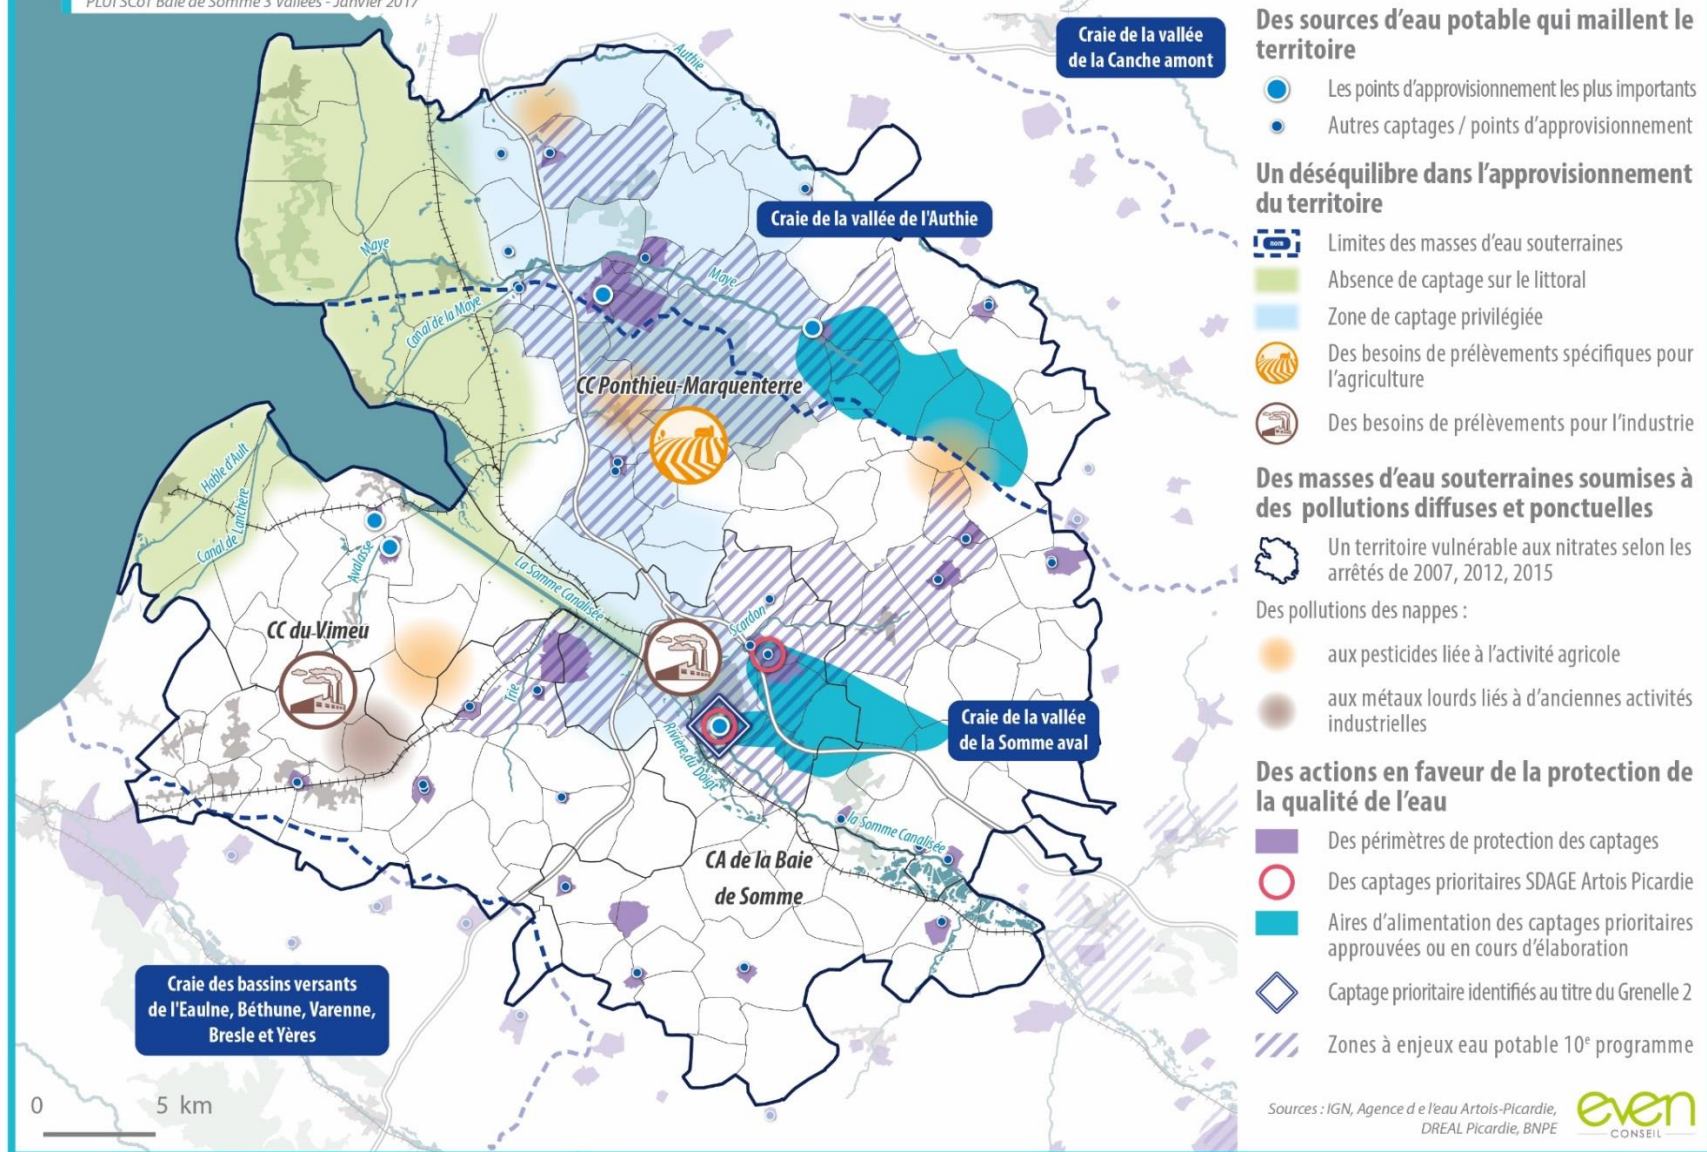 PLUi SCoT Baie de Somme 3 Vallées - Janvier 2017
Craie de la vallée
de la Canche amont
Authie
Craie de la vallée de l'Authie
Maye
Maye
Canal de la Maye
CC Ponthieu-Marquenterre
Hable d'Ault
Canal de Lanchère
Avalasse
La Somme Canalisée
CC du Vimeu
Scardon
Trie
Rivière du Doigt
Craie de la vallée
de la Somme aval
la Somme Canalisée
CA de la Baie
de Somme
Craie des bassins versants
de l'Eaulne, Béthune, Varenne,
Bresle et Yères
0 5 km
Des sources d'eau potable qui maillent le
territoire
Les points d'approvisionnement les plus importants
Autres captages / points d'approvisionnement
Un déséquilibre dans l'approvisionnement
du territoire
nom
Limites des masses d'eau souterraines
Absence de captage sur le littoral
Zone de captage privilégiée
Des besoins de prélèvements spécifiques pour
l'agriculture
Des besoins de prélèvements pour l'industrie
Des masses d'eau souterraines soumises à
des pollutions diffuses et ponctuelles
Un territoire vulnérable aux nitrates selon les
arrêtés de 2007, 2012, 2015
Des pollutions des nappes :
aux pesticides liée à l'activité agricole
aux métaux lourds liés à d'anciennes activités
industrielles
Des actions en faveur de la protection de
la qualité de l'eau
Des périmètres de protection des captages
Des captages prioritaires SDAGE Artois Picardie
Aires d'alimentation des captages prioritaires
approuvées ou en cours d'élaboration
Captage prioritaire identifiés au titre du Grenelle 2
Zones à enjeux eau potable 10e programme
Sources : IGN, Agence d e l'eau Artois-Picardie,
DREAL Picardie, BNPE
even
CONSEIL